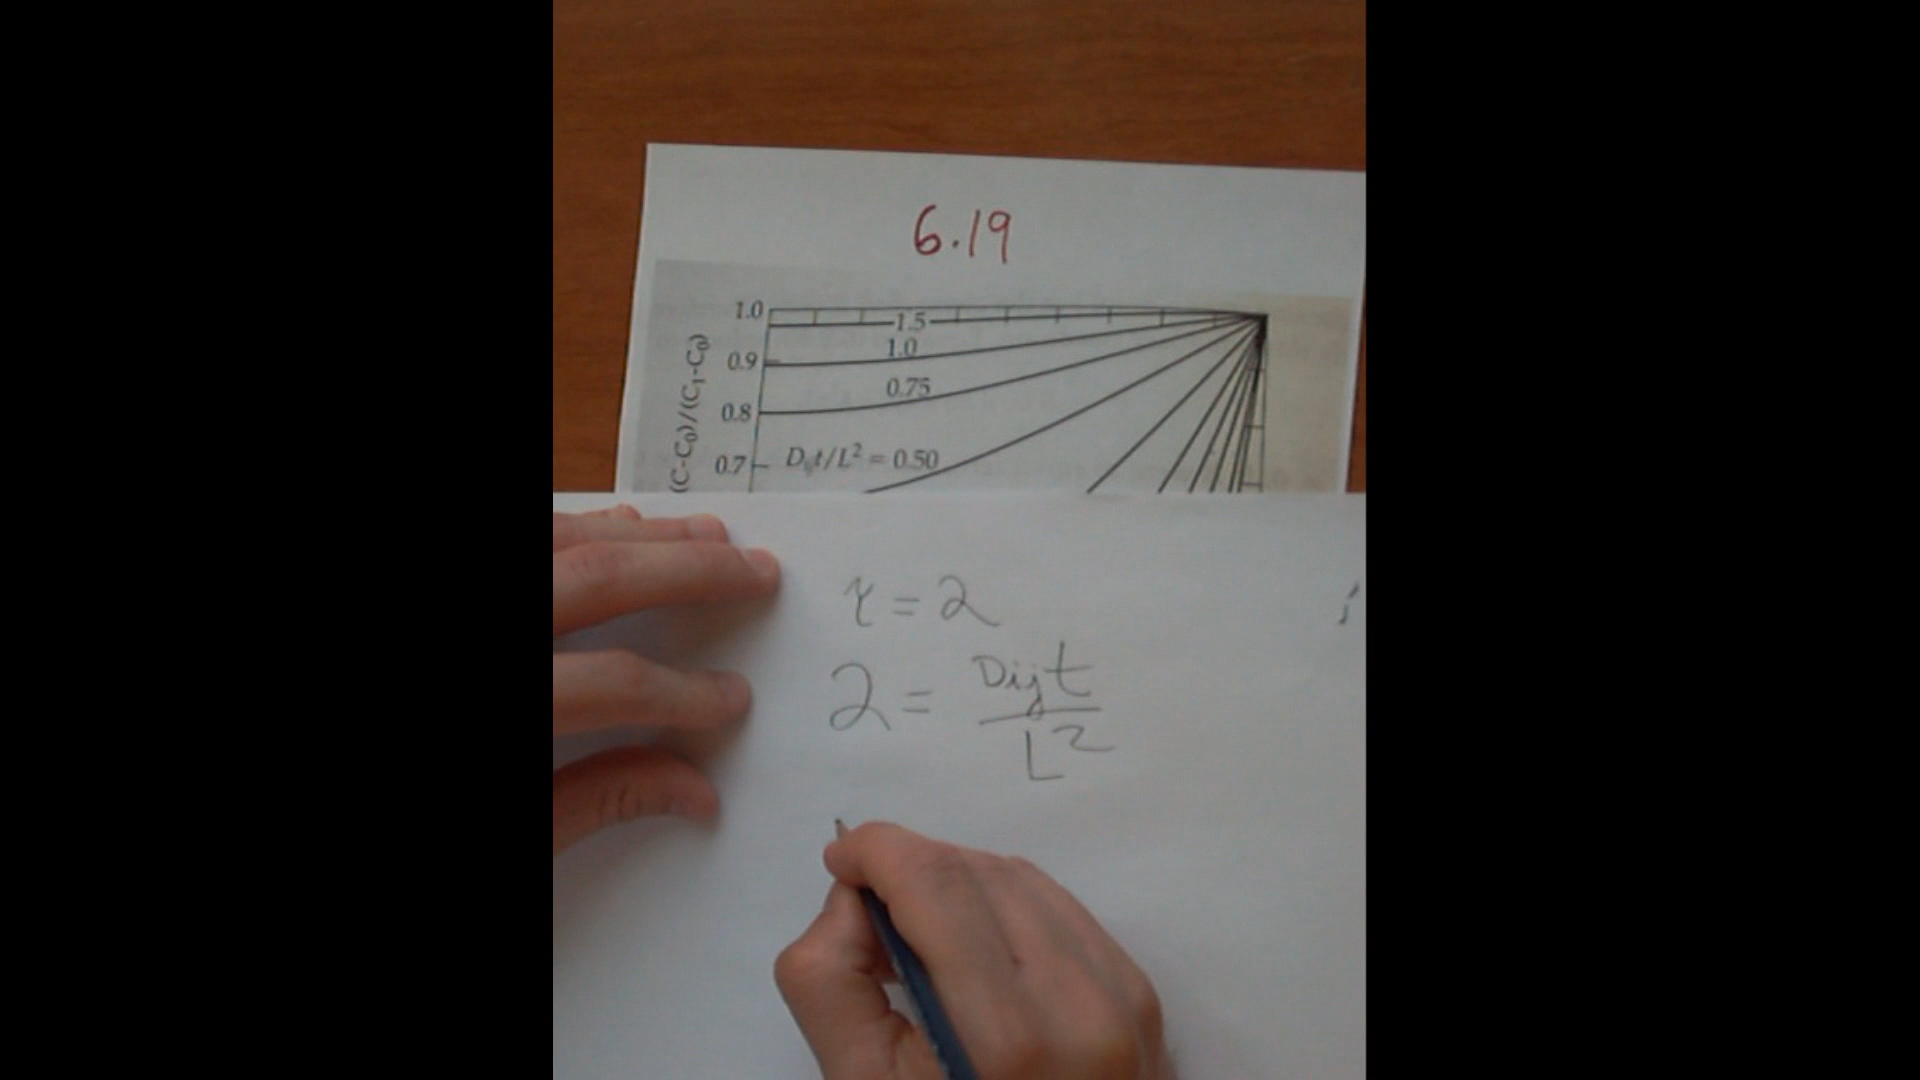 6.19
1.0
1.5
1.0
0.9
0.75
0.8
(C-C₀)/(C₁-C₀)
0.7
Dᵢⱼt/L² = 0.50
τ = 2
2 = Dijt / L²